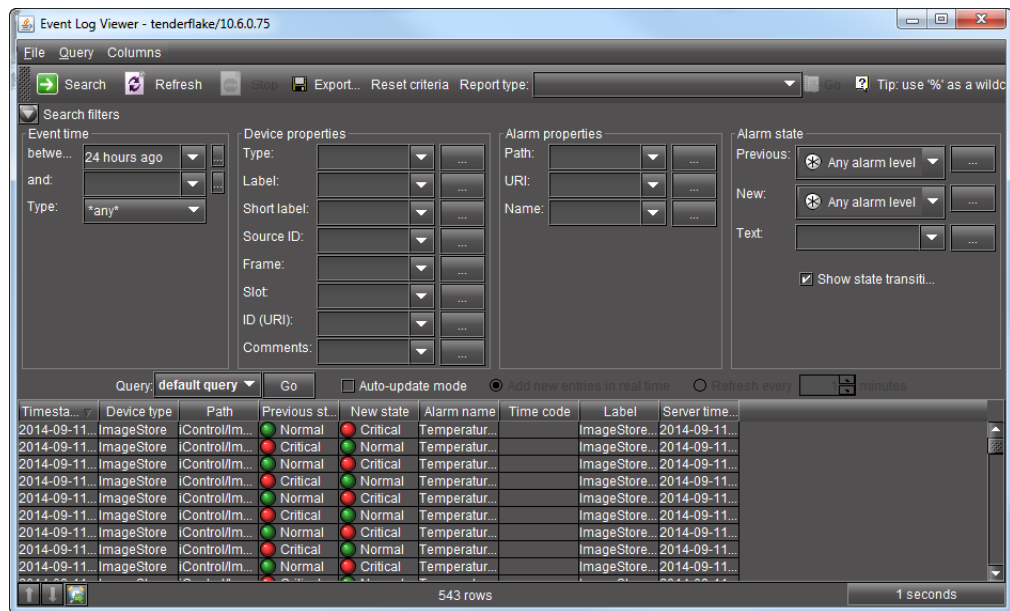 Event Log Viewer - tenderflake/10.6.0.75
File Query Columns
Search Refresh Stop Export... Reset criteria Report type: Go Tip: use '%' as a wildc
Search filters
Event time
betwe... 24 hours ago ...
and: ...
Type: *any*
Device properties
Type: ...
Label: ...
Short label: ...
Source ID: ...
Frame: ...
Slot: ...
ID (URI): ...
Comments: ...
Alarm properties
Path: ...
URI: ...
Name: ...
Alarm state
Previous: Any alarm level ...
New: Any alarm level ...
Text: ...
Show state transiti...
Query: default query Go Auto-update mode Add new entries in real time Refresh every 1 minutes
Timesta... Device type Path Previous st... New state Alarm name Time code Label Server time...
2014-09-11... ImageStore iControl/Im... Normal Critical Temperatur... ImageStore... 2014-09-11...
2014-09-11... ImageStore iControl/Im... Critical Normal Temperatur... ImageStore... 2014-09-11...
2014-09-11... ImageStore iControl/Im... Normal Critical Temperatur... ImageStore... 2014-09-11...
2014-09-11... ImageStore iControl/Im... Critical Normal Temperatur... ImageStore... 2014-09-11...
2014-09-11... ImageStore iControl/Im... Normal Critical Temperatur... ImageStore... 2014-09-11...
2014-09-11... ImageStore iControl/Im... Critical Normal Temperatur... ImageStore... 2014-09-11...
2014-09-11... ImageStore iControl/Im... Normal Critical Temperatur... ImageStore... 2014-09-11...
2014-09-11... ImageStore iControl/Im... Critical Normal Temperatur... ImageStore... 2014-09-11...
2014-09-11... ImageStore iControl/Im... Normal Critical Temperatur... ImageStore... 2014-09-11...
543 rows
1 seconds